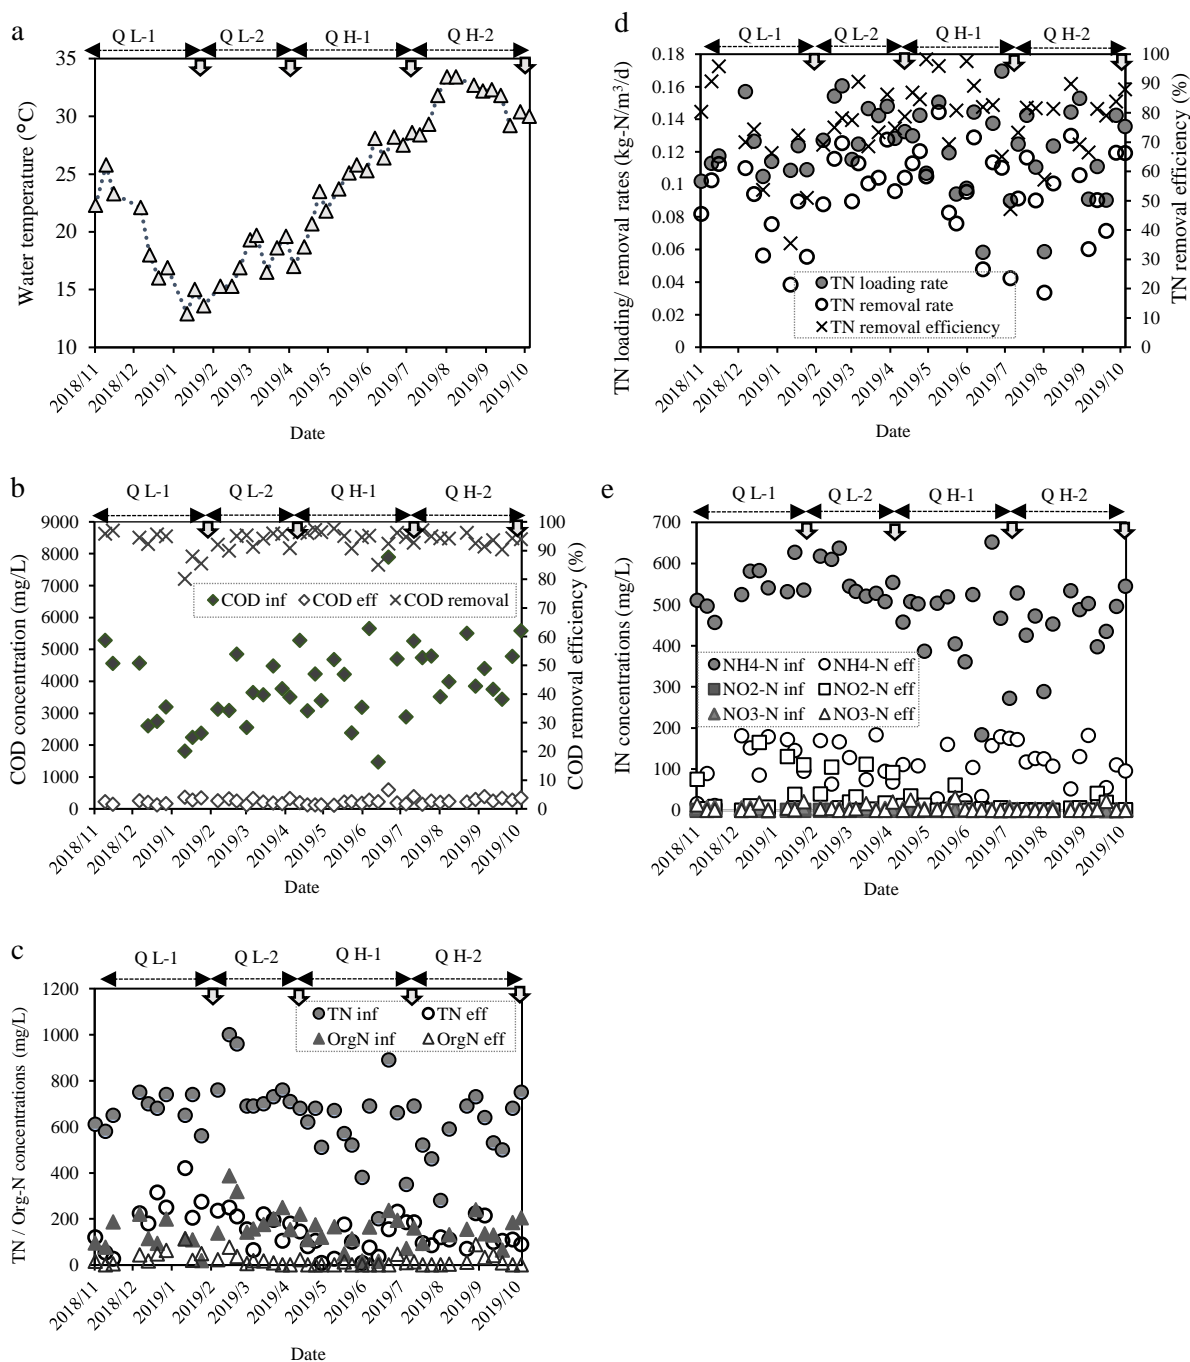 a
Q L-1 Q L-2 Q H-1 Q H-2
35
30
25
20
15
10
Water temperature (°C)
2018/11 2018/12 2019/1 2019/2 2019/3 2019/4 2019/5 2019/6 2019/7 2019/8 2019/9 2019/10
Date
d
Q L-1 Q L-2 Q H-1 Q H-2
0.18 100
0.16 90
0.14 80
0.12 70
0.1 60
0.08 50
0.06 40
0.04 30
0.02 20
0 10
0
TN loading/ removal rates (kg-N/m³/d)
TN removal efficiency (%)
TN loading rate
TN removal rate
TN removal efficiency
2018/11 2018/12 2019/1 2019/2 2019/3 2019/4 2019/5 2019/6 2019/7 2019/8 2019/9 2019/10
Date
b
Q L-1 Q L-2 Q H-1 Q H-2
9000 100
8000 90
7000 80
6000 70
5000 60
4000 50
3000 40
2000 30
1000 20
0 10
0
COD concentration (mg/L)
COD removal efficiency (%)
COD inf COD eff COD removal
2018/11 2018/12 2019/1 2019/2 2019/3 2019/4 2019/5 2019/6 2019/7 2019/8 2019/9 2019/10
Date
e
Q L-1 Q L-2 Q H-1 Q H-2
700
600
500
400
300
200
100
0
IN concentrations (mg/L)
NH4-N inf NH4-N eff
NO2-N inf NO2-N eff
NO3-N inf NO3-N eff
2018/11 2018/12 2019/1 2019/2 2019/3 2019/4 2019/5 2019/6 2019/7 2019/8 2019/9 2019/10
Date
c
Q L-1 Q L-2 Q H-1 Q H-2
1200
1000
800
600
400
200
0
TN / Org-N concentrations (mg/L)
TN inf TN eff
OrgN inf OrgN eff
2018/11 2018/12 2019/1 2019/2 2019/3 2019/4 2019/5 2019/6 2019/7 2019/8 2019/9 2019/10
Date